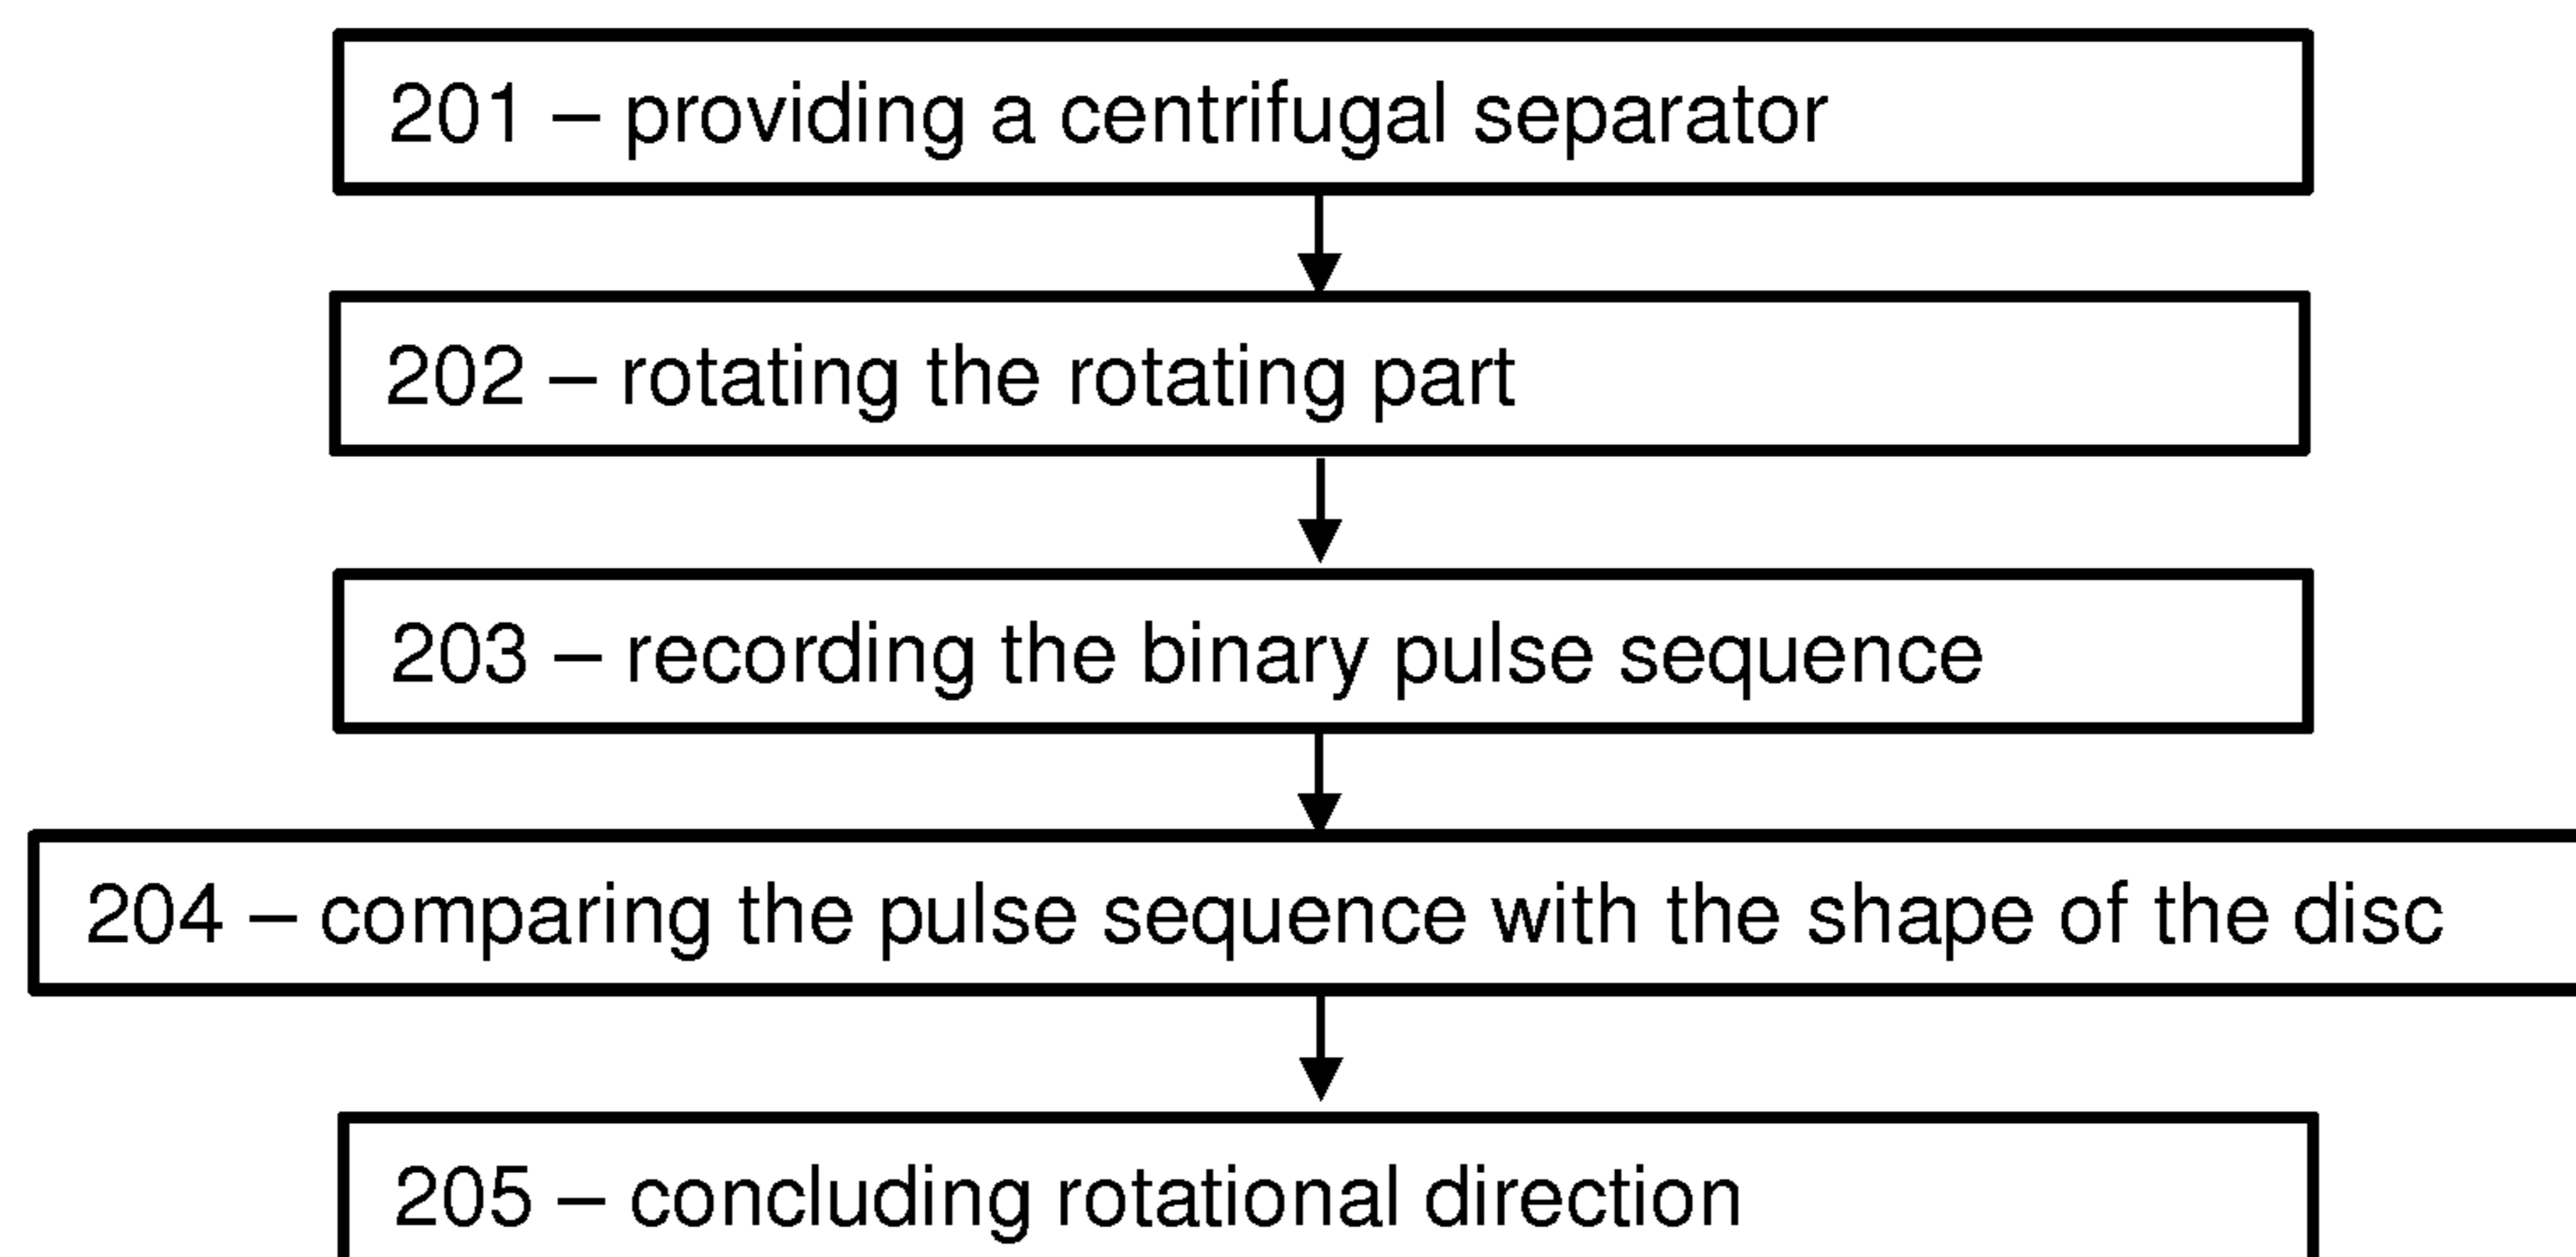 201 – providing a centrifugal separator
202 – rotating the rotating part
203 – recording the binary pulse sequence
204 – comparing the pulse sequence with the shape of the disc
205 – concluding rotational direction